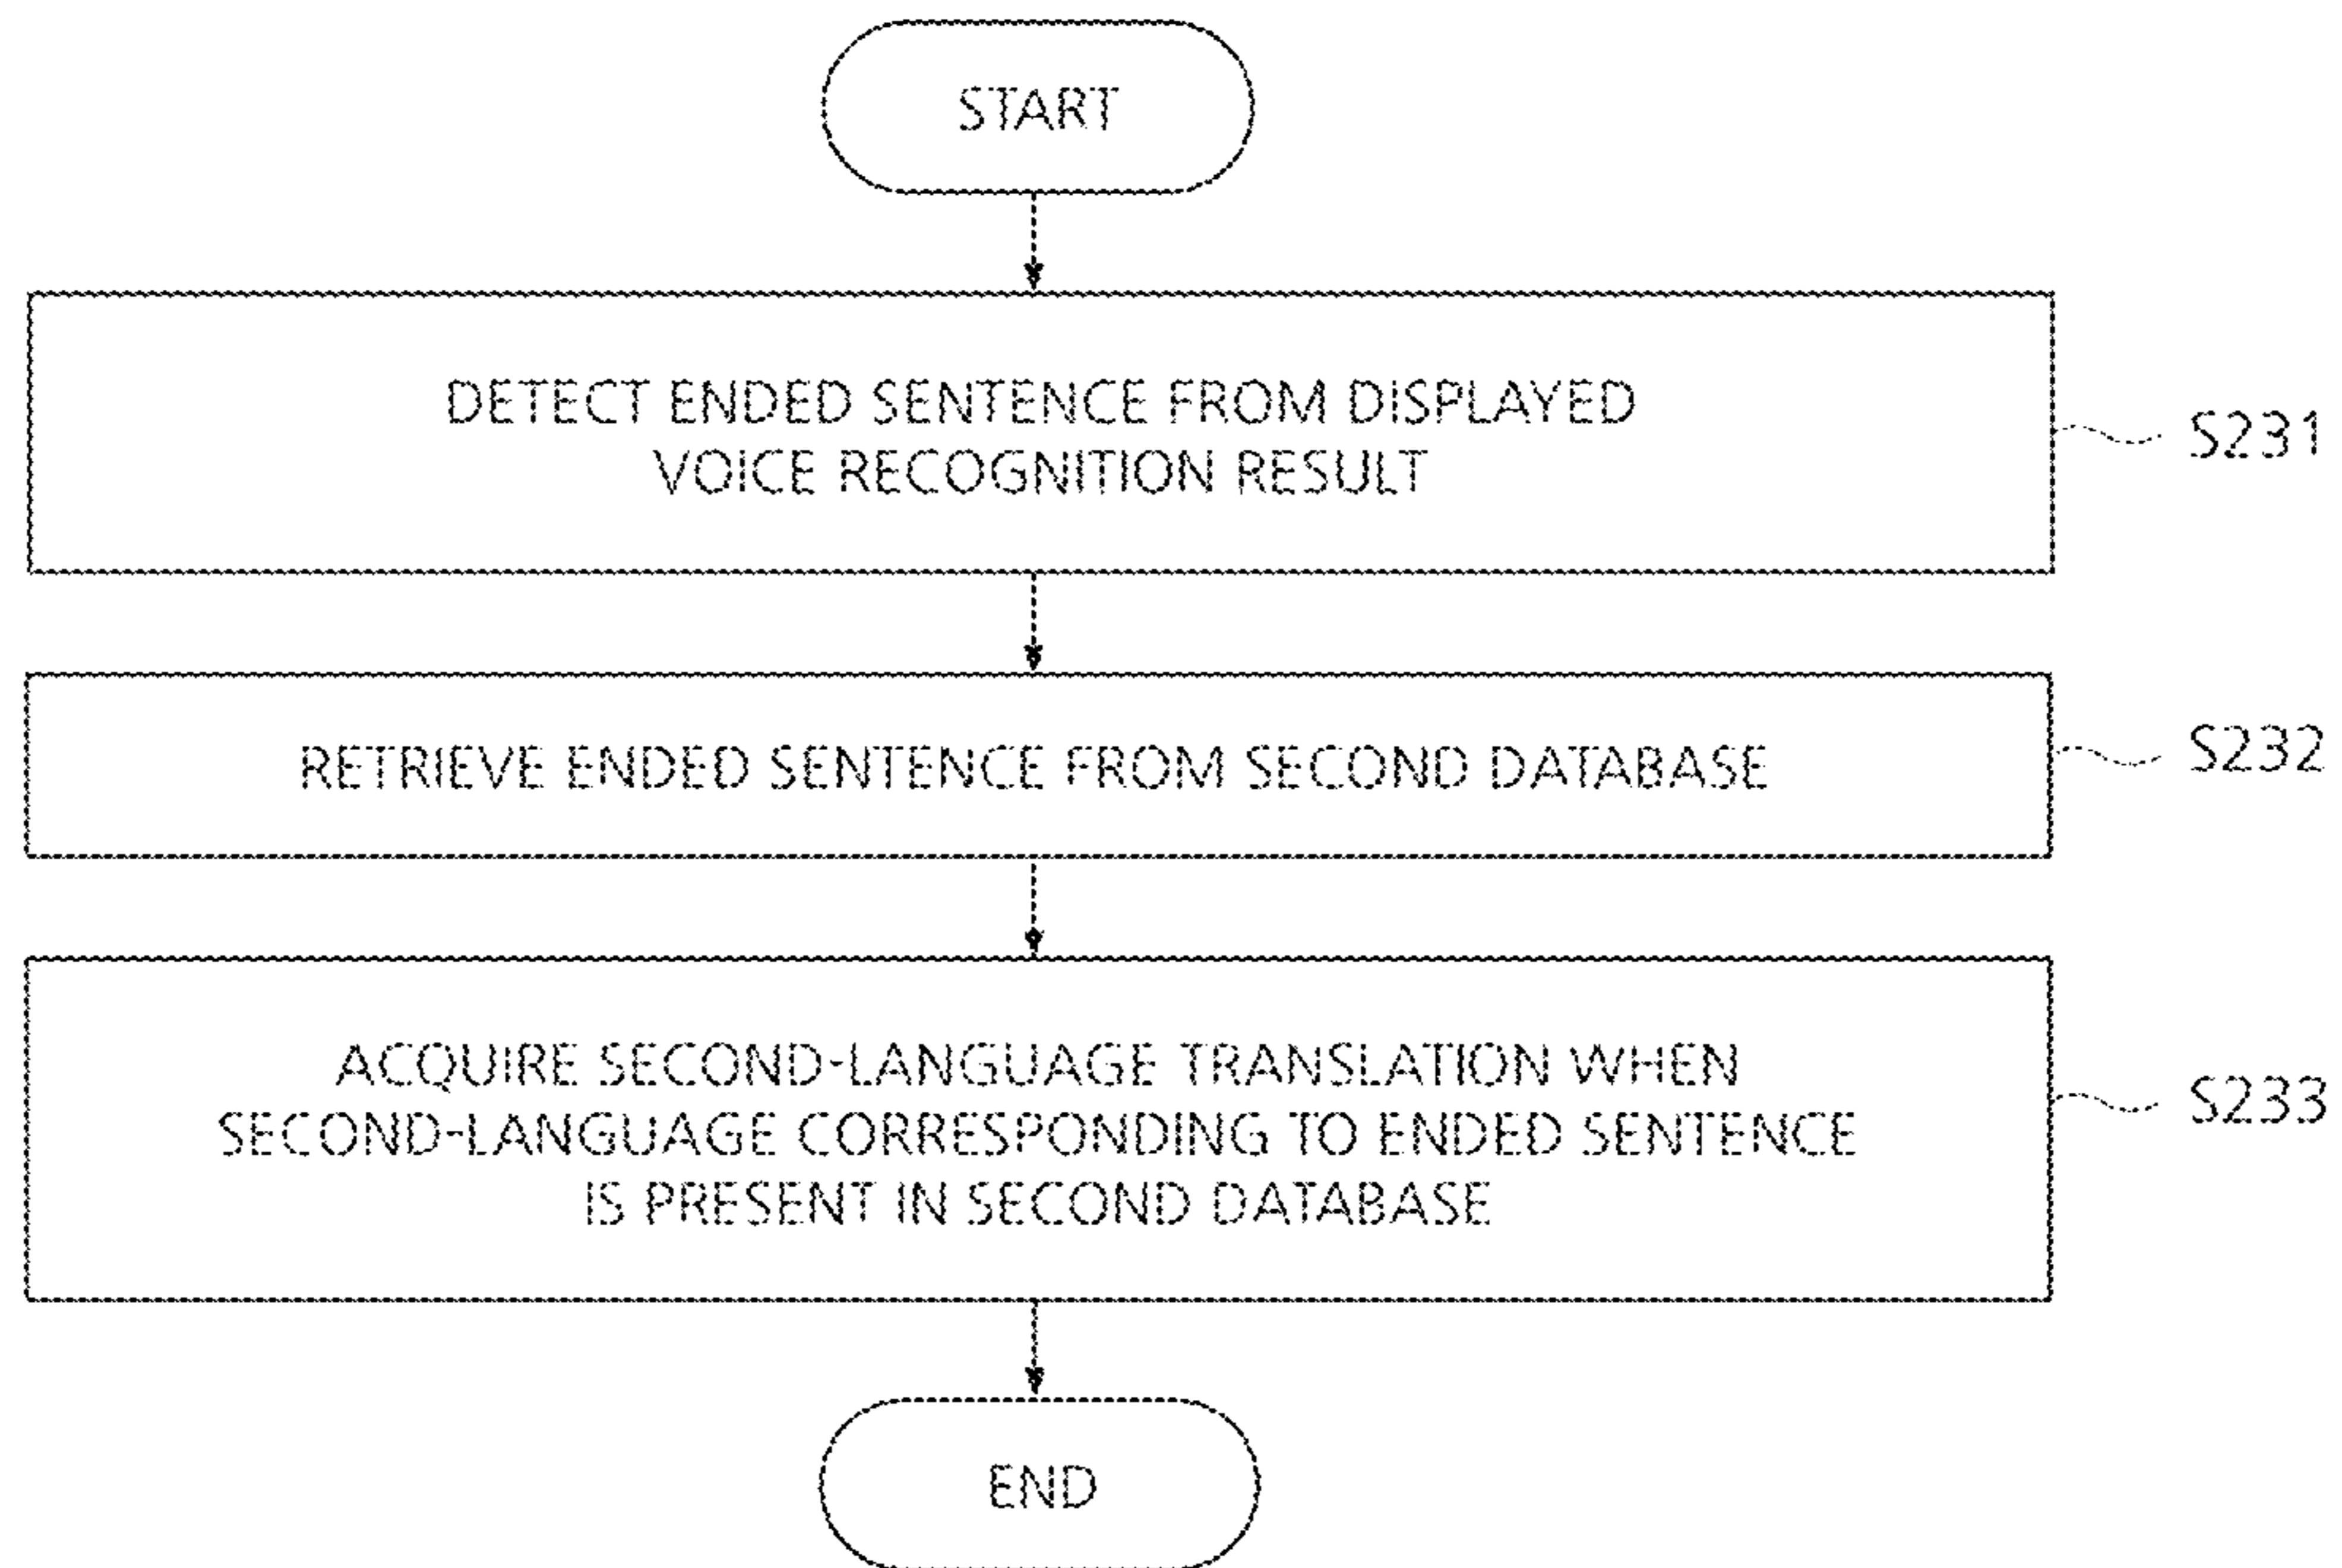 START
DETECT ENDED SENTENCE FROM DISPLAYED
VOICE RECOGNITION RESULT
S231
RETRIEVE ENDED SENTENCE FROM SECOND DATABASE
S232
ACQUIRE SECOND-LANGUAGE TRANSLATION WHEN
SECOND-LANGUAGE CORRESPONDING TO ENDED SENTENCE
IS PRESENT IN SECOND DATABASE
S233
END